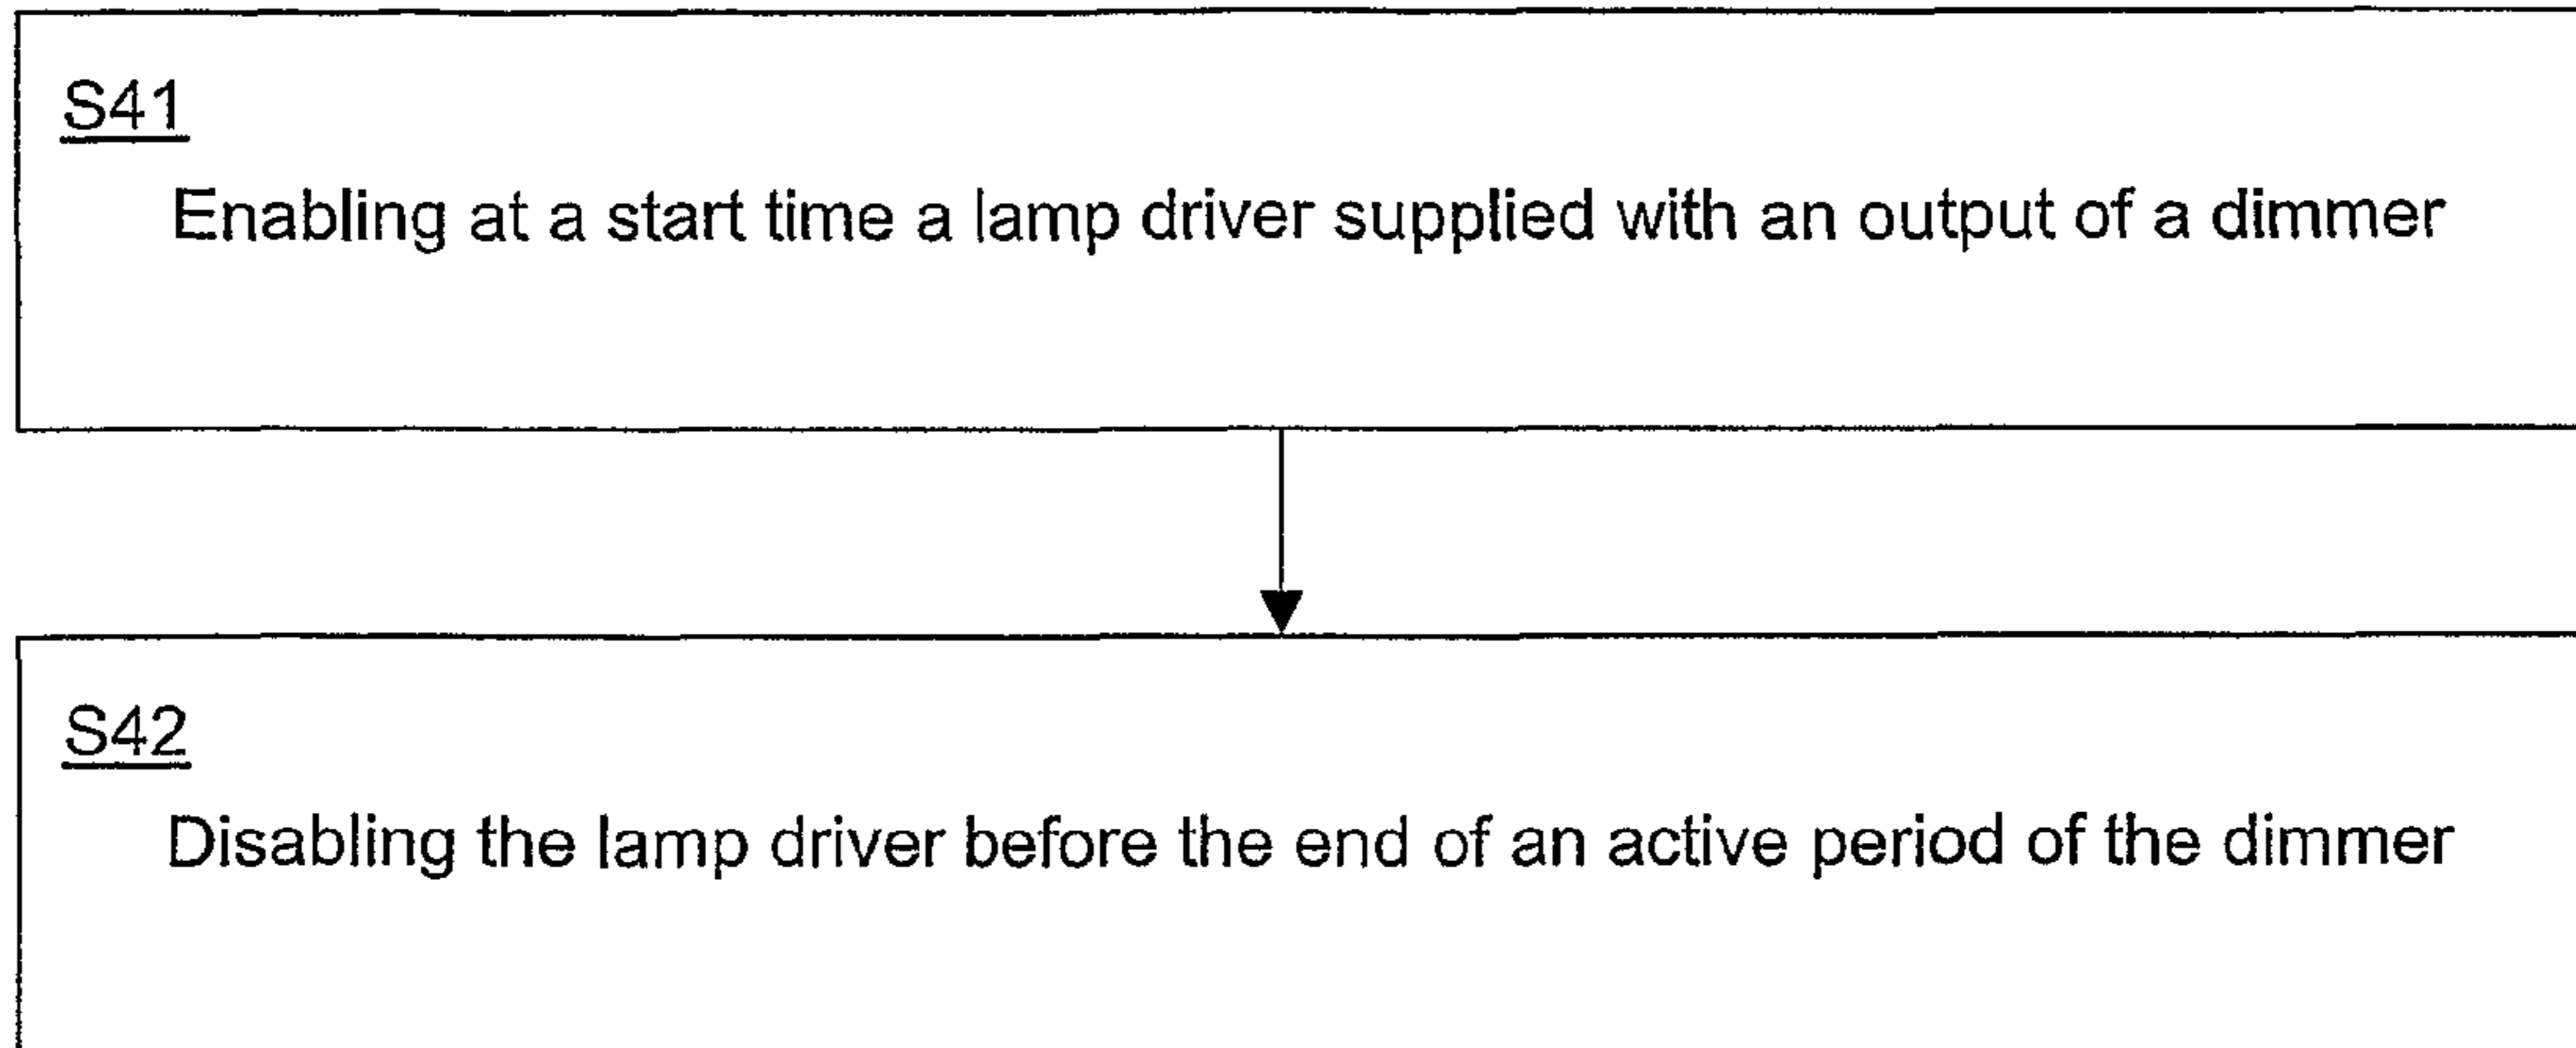 S41
Enabling at a start time a lamp driver supplied with an output of a dimmer
S42
Disabling the lamp driver before the end of an active period of the dimmer